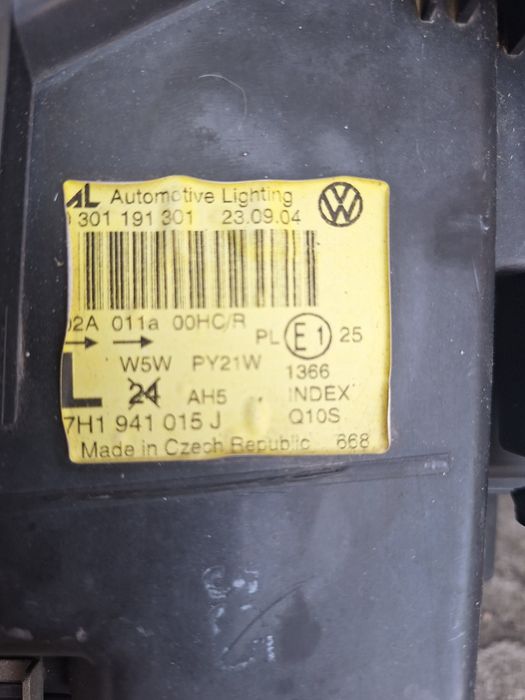 AL Automotive Lighting
301 191 301 23.09.04
02A 011a 00HC/R PL E1 25
W5W PY21W 1366
L 24 AH5 INDEX
7H1 941 015 J Q10S
Made in Czech Republic 668